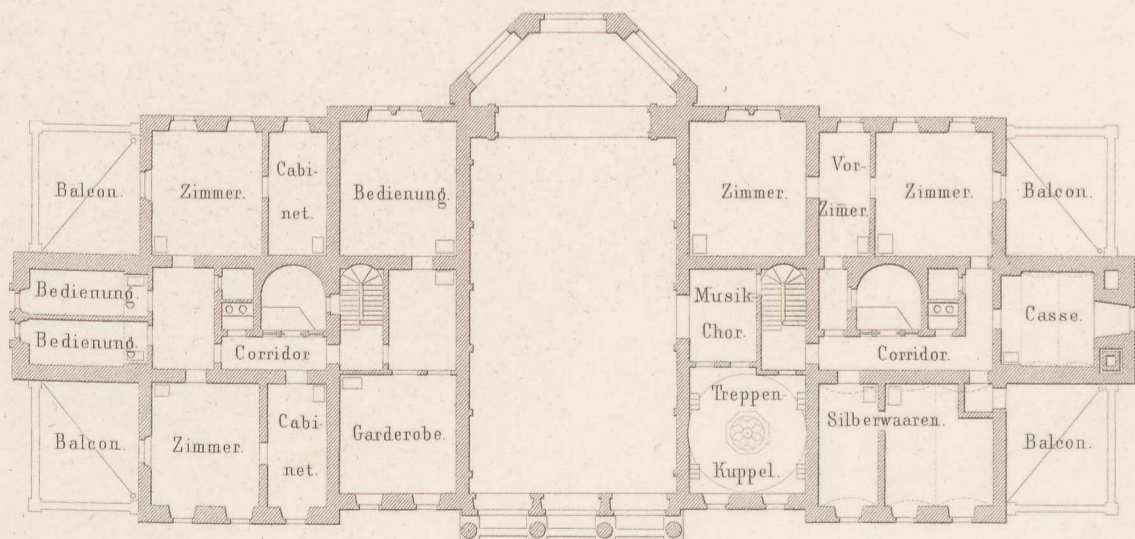 Balcon.
Zimmer.
Cabi-
net.
Bedienung.
Zimmer.
Vor-
Zimer.
Zimmer.
Balcon.
Bedienung
Bedienung
Corridor
Musik
Chor.
Corridor.
Casse.
Balcon.
Zimmer.
Cabi-
net.
Garderobe.
Treppen-
Kuppel.
Silberwaaren.
Balcon.